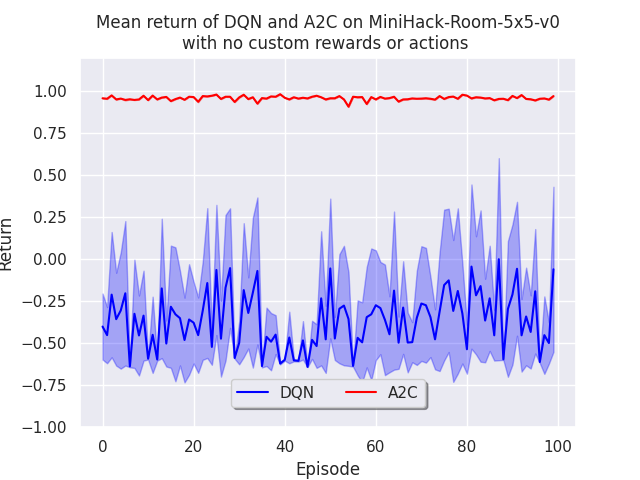 Mean return of DQN and A2C on MiniHack-Room-5x5-v0
with no custom rewards or actions
1.00
0.75
0.50
0.25
0.00
−0.25
−0.50
−0.75
−1.00
Return
DQN
A2C
0
20
40
60
80
100
Episode